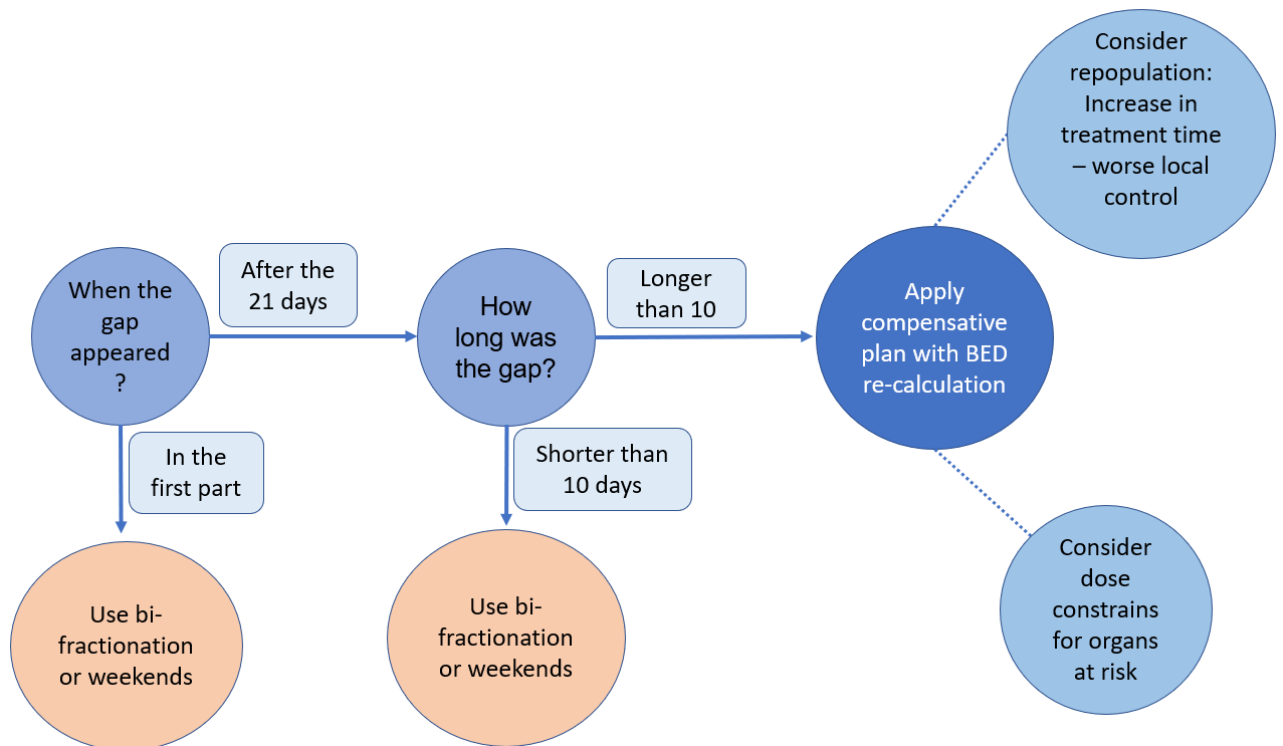 When the
gap
appeared
?
After the
21 days
How
long was
the gap?
Longer
than 10
Apply
compensative
plan with BED
re-calculation
Consider
repopulation:
Increase in
treatment time
– worse local
control
In the
first part
Shorter than
10 days
Use bi-
fractionation
or weekends
Use bi-
fractionation
or weekends
Consider
dose
constrains
for organs
at risk